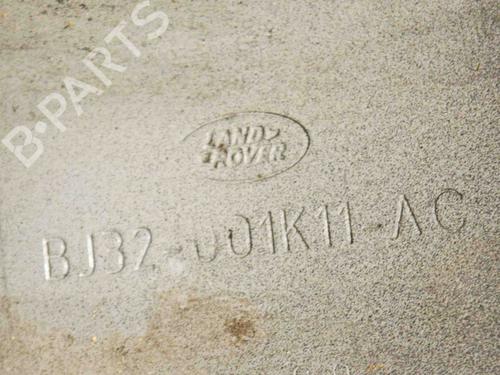 B-PARTS
LAND
ROVER
BJ32-001K11-AC